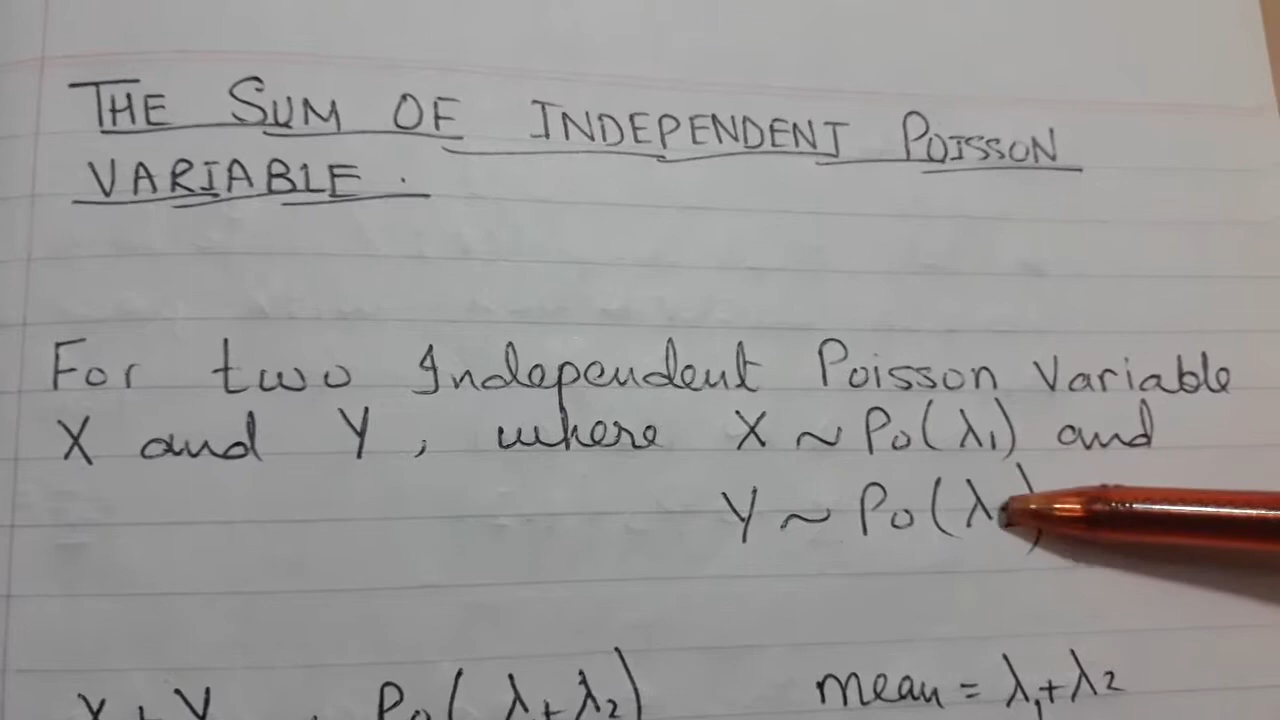 THE SUM OF INDEPENDENT POISSON
VARIABLE.
For two Independent Poisson Variable
X and Y, where X ~ Po(λ₁) and
Y ~ Po(λ )
X + Y Po(λ₁+λ₂) mean = λ₁+λ₂